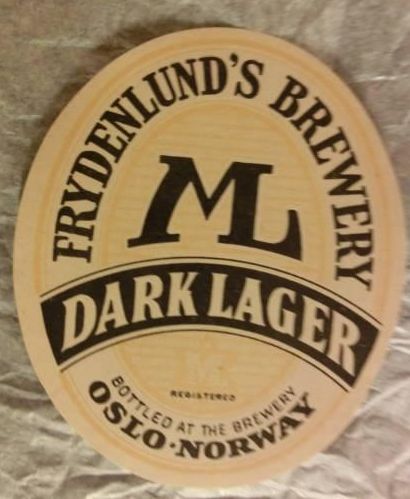 FRYDENLUND'S BREWERY
ML
DARK LAGER
REGISTERED
BOTTLED AT THE BREWERY
OSLO·NORWAY